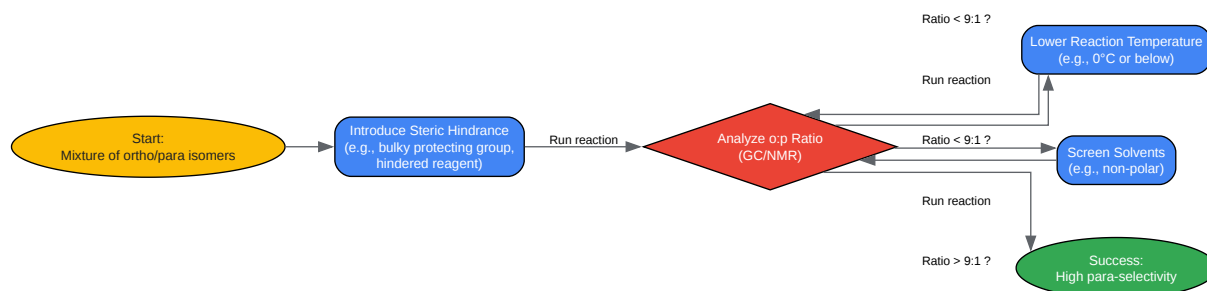 Start:
Mixture of ortho/para isomers
Introduce Steric Hindrance
(e.g., bulky protecting group,
hindered reagent)
Run reaction
Analyze o:p Ratio
(GC/NMR)
Ratio < 9:1 ?
Lower Reaction Temperature
(e.g., 0°C or below)
Run reaction
Ratio < 9:1 ?
Screen Solvents
(e.g., non-polar)
Run reaction
Ratio > 9:1 ?
Success:
High para-selectivity